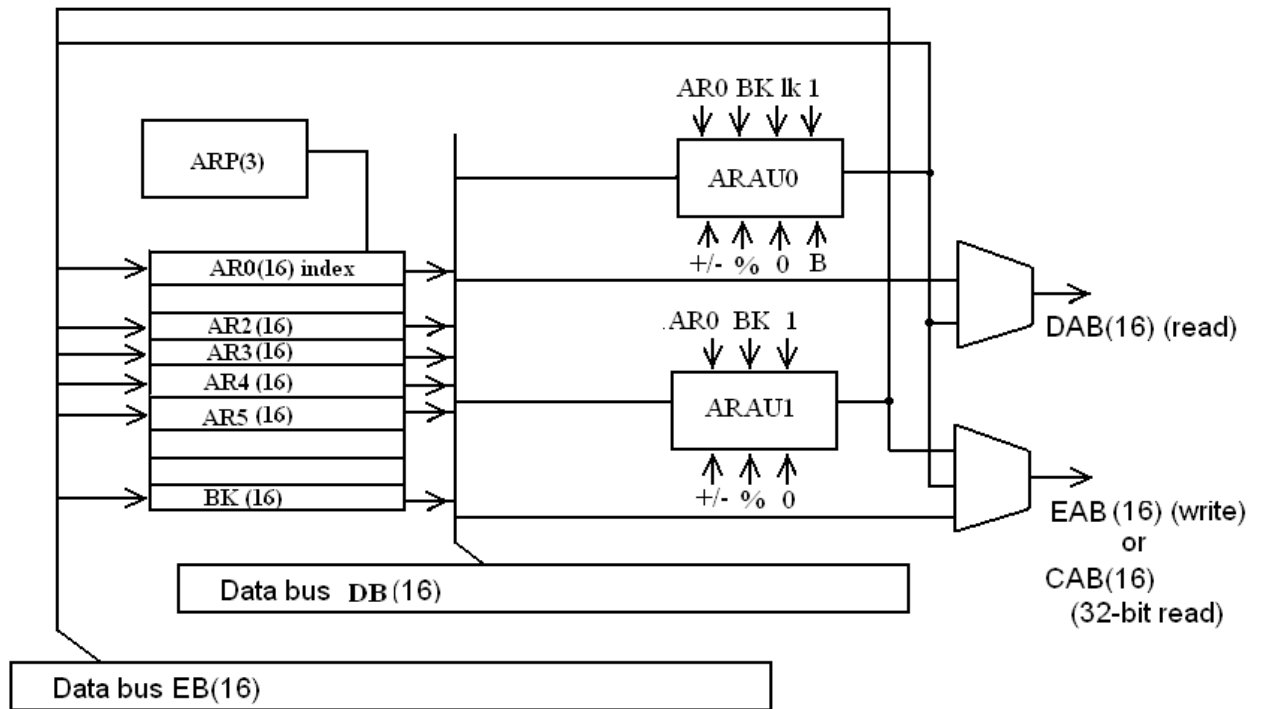 AR0 BK lk 1
ARP(3)
ARAU0
+/- % 0 B
AR0(16) index
AR2 (16)
AR3(16)
AR4 (16)
AR5 (16)
BK (16)
DAB(16) (read)
.AR0 BK 1
ARAU1
+/- % 0
EAB (16) (write)
or
CAB(16)
(32-bit read)
Data bus DB(16)
Data bus EB(16)